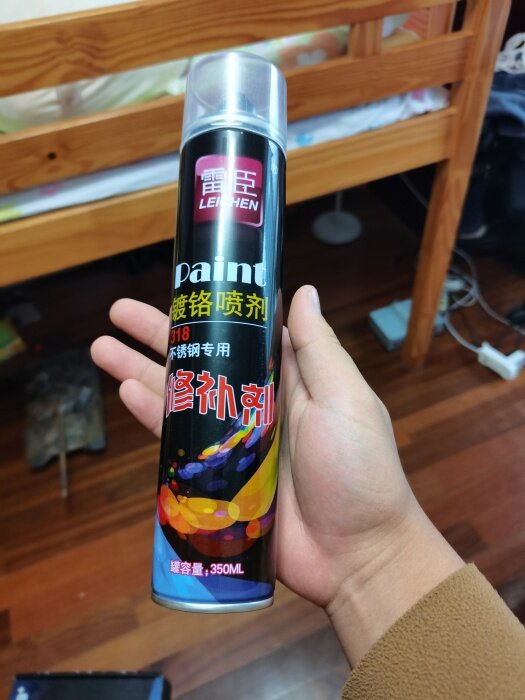 雷臣
LEICHEN
Paint
镀铬喷剂
318
不锈钢专用
修补剂
罐容量;350ML